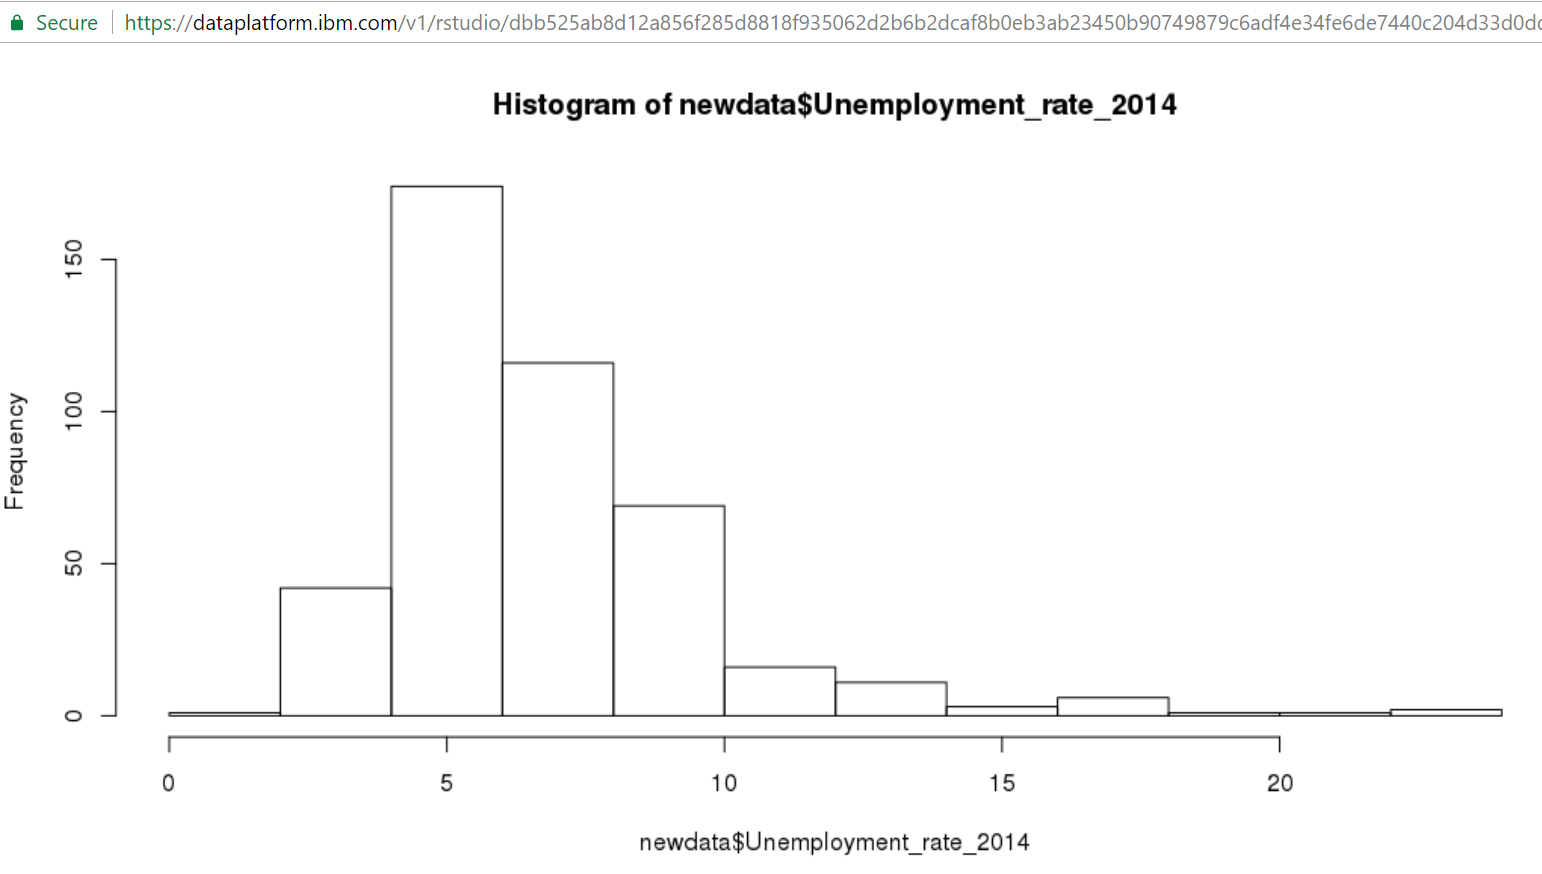 Secure https://dataplatform.ibm.com/v1/rstudio/dbb525ab8d12a856f285d8818f935062d2b6b2dcaf8b0eb3ab23450b90749879c6adf4e34fe6de7440c204d33d0d
Histogram of newdata$Unemployment_rate_2014
150
100
50
0
Frequency
0 5 10 15 20
newdata$Unemployment_rate_2014